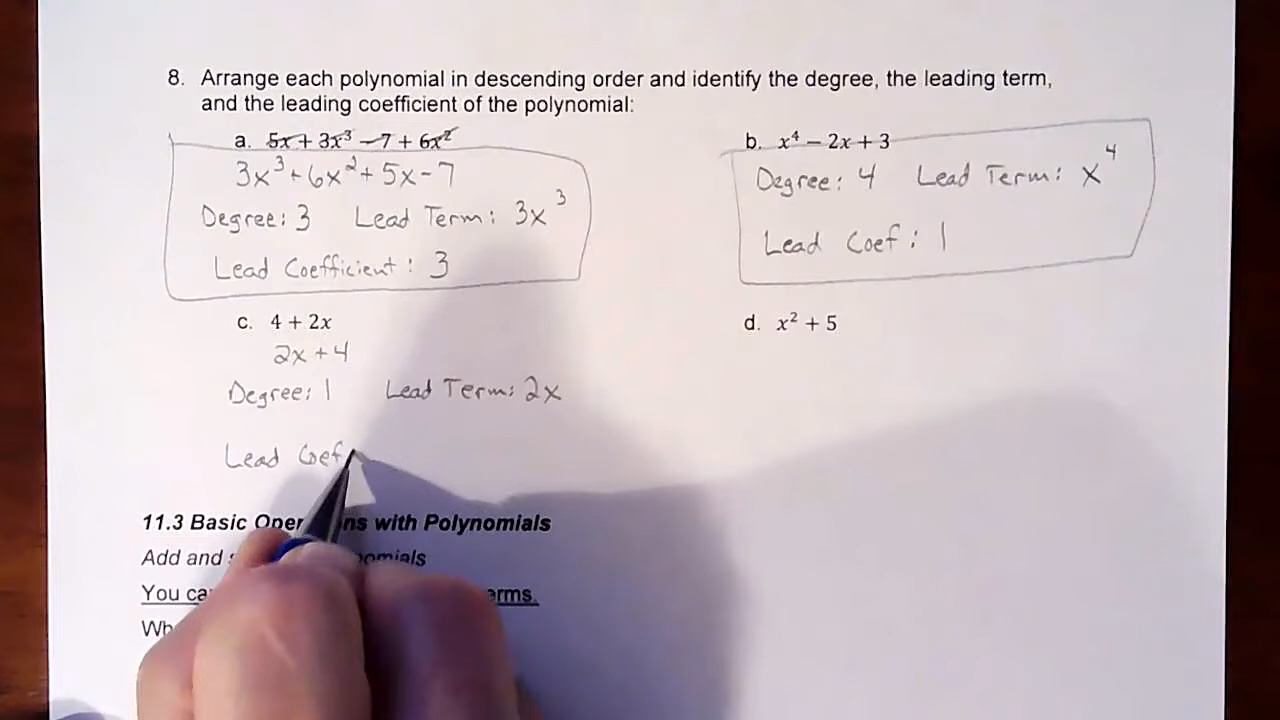 8. Arrange each polynomial in descending order and identify the degree, the leading term,
and the leading coefficient of the polynomial:
a. 5x + 3x³ − 7 + 6x²
3x³ + 6x² + 5x − 7
Degree: 3 Lead Term: 3x³
Lead Coefficient: 3
b. x⁴ − 2x + 3
Degree: 4 Lead Term: x⁴
Lead Coef: 1
c. 4 + 2x
2x + 4
Degree: 1 Lead Term: 2x
Lead Coef
d. x² + 5
11.3 Basic with Polynomials
Add and
You